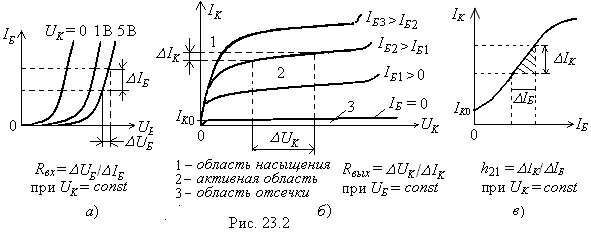 I_Б
U_К = 0 1В 5В
ΔI_Б
0
U_Б
ΔU_Б
R_вх = ΔU_Б/ΔI_Б
при U_К = const
а)
I_К
I_Б3 > I_Б2
I_Б2 > I_Б1
I_Б1 > 0
I_Б = 0
1
2
3
ΔI_К
I_К0
0
U_К
ΔU_К
1 – область насыщения
2 – активная область
3 – область отсечки
R_вых = ΔU_К/ΔI_К
при U_Б = const
б)
I_К
ΔI_К
ΔI_Б
I_К0
0
I_Б
h21 = ΔI_К/ΔI_Б
при U_К = const
в)
Рис. 23.2